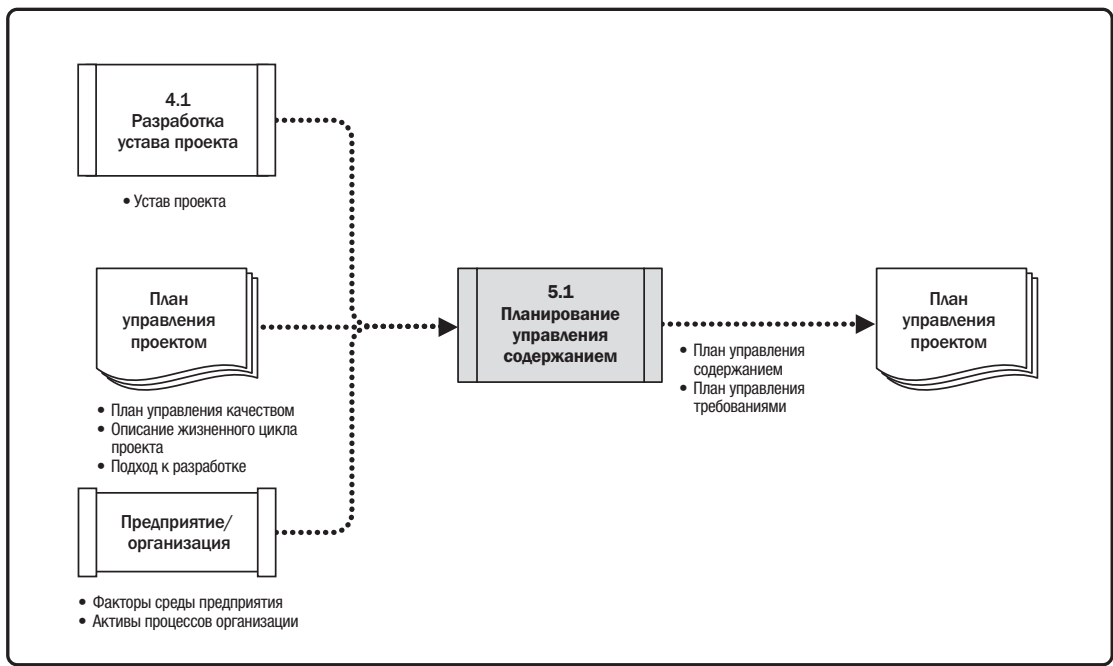 4.1
Разработка
устава проекта
• Устав проекта
План
управления
проектом
• План управления качеством
• Описание жизненного цикла
проекта
• Подход к разработке
Предприятие/
организация
• Факторы среды предприятия
• Активы процессов организации
5.1
Планирование
управления
содержанием
• План управления
содержанием
• План управления
требованиями
План
управления
проектом